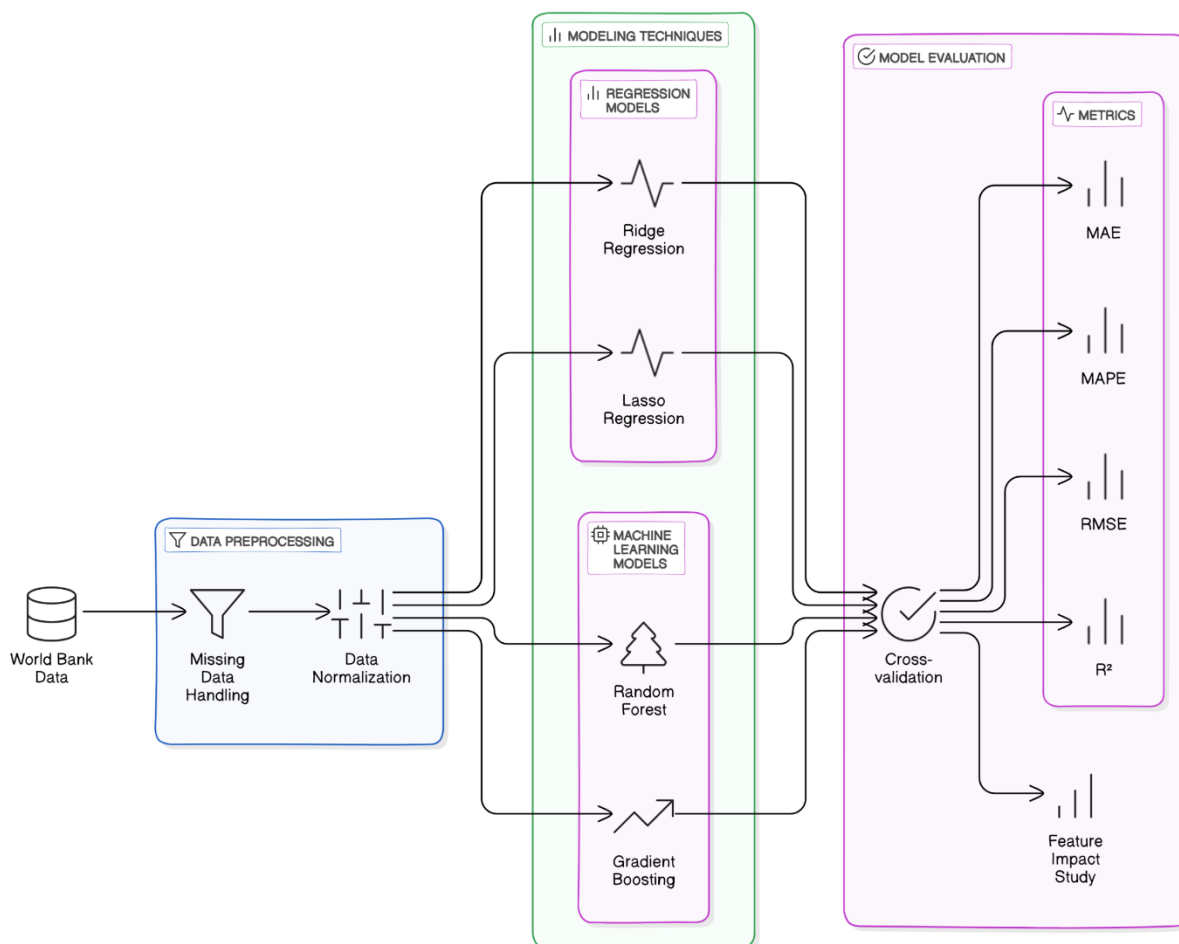 MODELING TECHNIQUES
REGRESSION
MODELS
Ridge
Regression
Lasso
Regression
MACHINE
LEARNING
MODELS
Random
Forest
Gradient
Boosting
DATA PREPROCESSING
World Bank
Data
Missing
Data
Handling
Data
Normalization
MODEL EVALUATION
METRICS
MAE
MAPE
RMSE
R²
Cross-
validation
Feature
Impact
Study